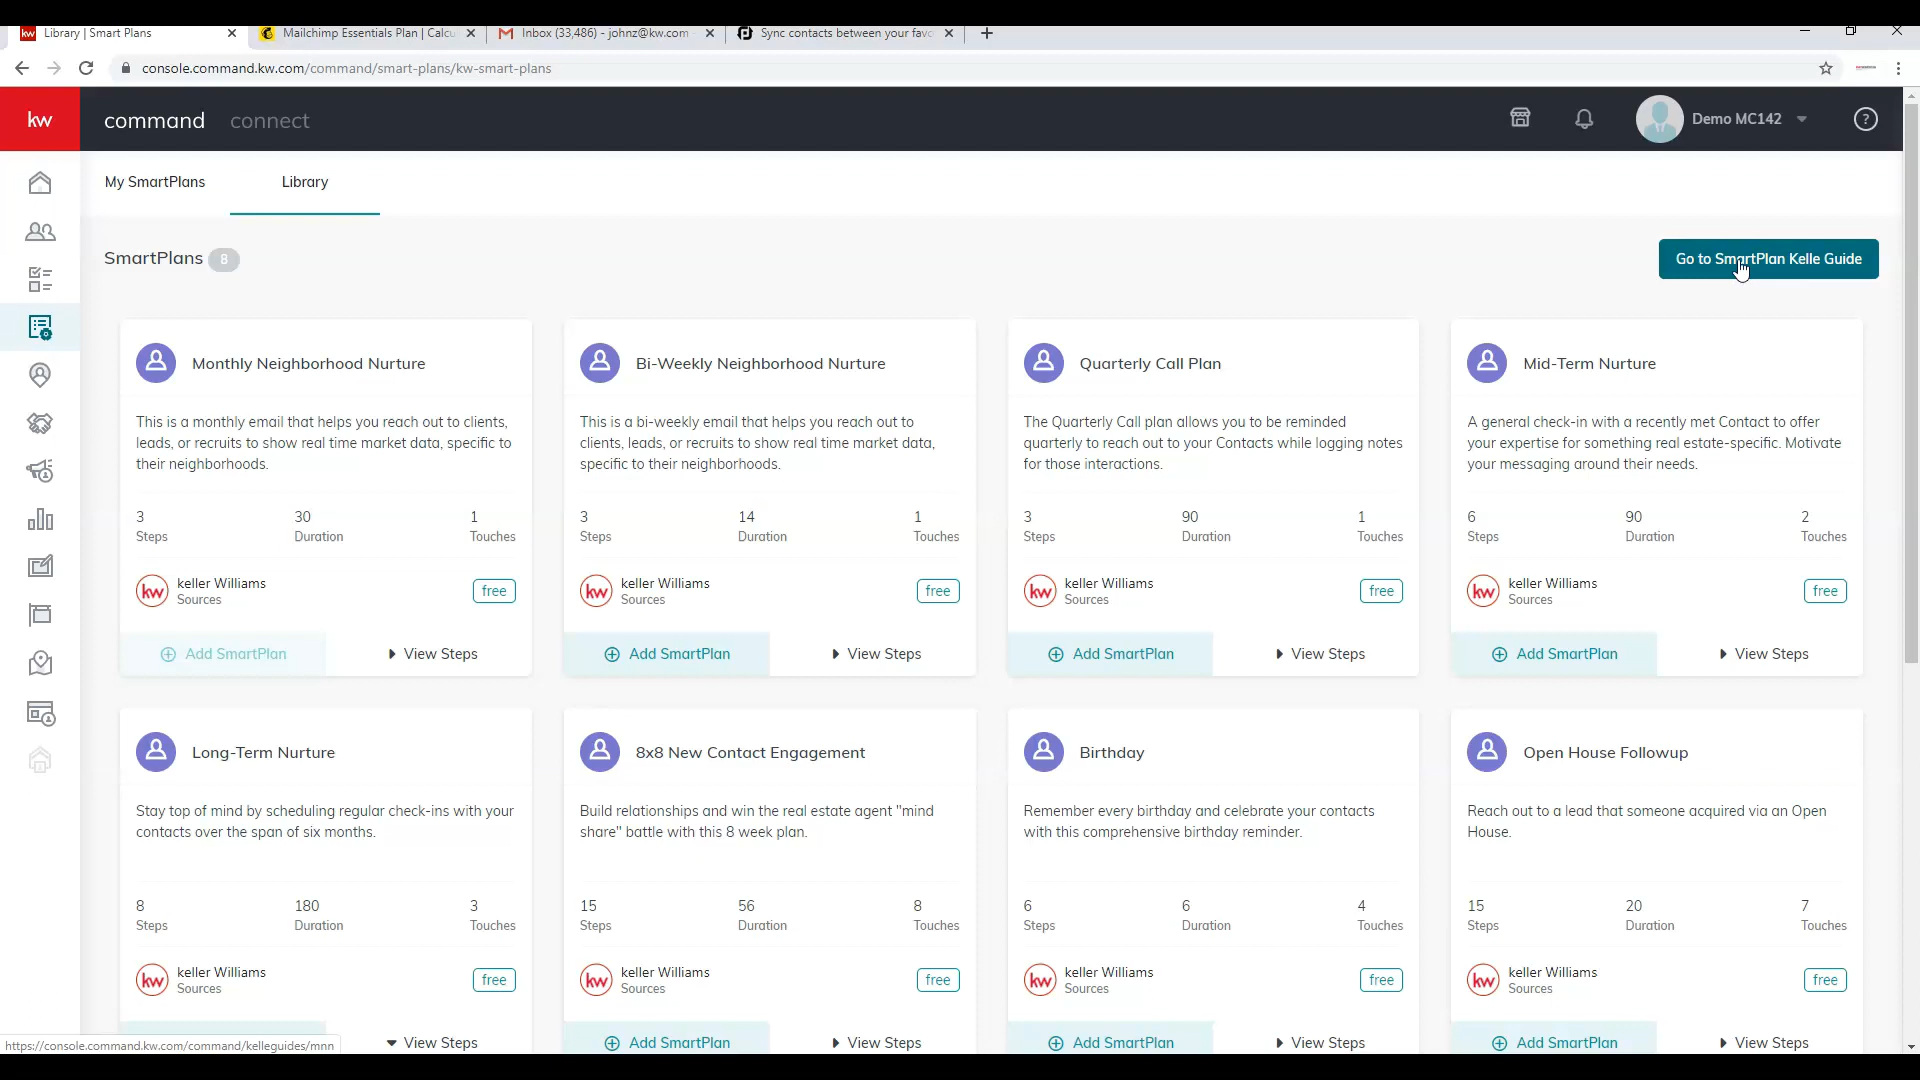 kw Library | Smart Plans
Mailchimp Essentials Plan | Calcu
Inbox (33,486) - johnz@kw.com
Sync contacts between your favo
console.command.kw.com/command/smart-plans/kw-smart-plans
kw command connect
Demo MC142
?
My SmartPlans Library
SmartPlans 8
Go to SmartPlan Kelle Guide
Monthly Neighborhood Nurture
This is a monthly email that helps you reach out to clients,
leads, or recruits to show real time market data, specific to
their neighborhoods.
3 30 1
Steps Duration Touches
kw keller Williams
Sources
free
Add SmartPlan View Steps
Bi-Weekly Neighborhood Nurture
This is a bi-weekly email that helps you reach out to
clients, leads, or recruits to show real time market data,
specific to their neighborhoods.
3 14 1
Steps Duration Touches
kw keller Williams
Sources
free
Add SmartPlan View Steps
Quarterly Call Plan
The Quarterly Call plan allows you to be reminded
quarterly to reach out to your Contacts while logging notes
for those interactions.
3 90 1
Steps Duration Touches
kw keller Williams
Sources
free
Add SmartPlan View Steps
Mid-Term Nurture
A general check-in with a recently met Contact to offer
your expertise for something real estate-specific. Motivate
your messaging around their needs.
6 90 2
Steps Duration Touches
kw keller Williams
Sources
free
Add SmartPlan View Steps
Long-Term Nurture
Stay top of mind by scheduling regular check-ins with your
contacts over the span of six months.
8 180 3
Steps Duration Touches
kw keller Williams
Sources
free
View Steps
8x8 New Contact Engagement
Build relationships and win the real estate agent "mind
share" battle with this 8 week plan.
15 56 8
Steps Duration Touches
kw keller Williams
Sources
free
Add SmartPlan View Steps
Birthday
Remember every birthday and celebrate your contacts
with this comprehensive birthday reminder.
6 6 4
Steps Duration Touches
kw keller Williams
Sources
free
Add SmartPlan View Steps
Open House Followup
Reach out to a lead that someone acquired via an Open
House.
15 20 7
Steps Duration Touches
kw keller Williams
Sources
free
Add SmartPlan View Steps
https://console.command.kw.com/command/kelleguides/mnn